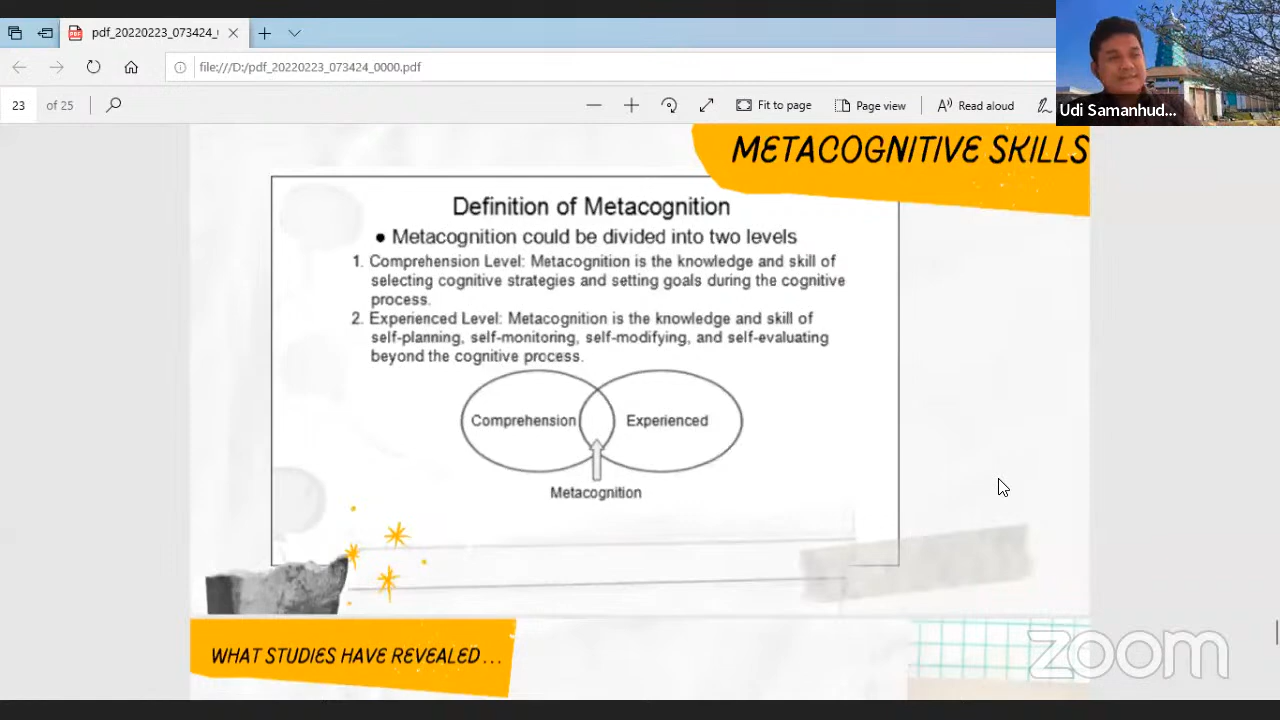 pdf_20220223_073424_
file:///D:/pdf_20220223_073424_0000.pdf
23 of 25
Fit to page
Page view
Read aloud
Udi Samanhud...
METACOGNITIVE SKILLS
Definition of Metacognition
● Metacognition could be divided into two levels
1. Comprehension Level: Metacognition is the knowledge and skill of
selecting cognitive strategies and setting goals during the cognitive
process.
2. Experienced Level: Metacognition is the knowledge and skill of
self-planning, self-monitoring, self-modifying, and self-evaluating
beyond the cognitive process.
Comprehension Experienced
Metacognition
WHAT STUDIES HAVE REVEALED...
zoom